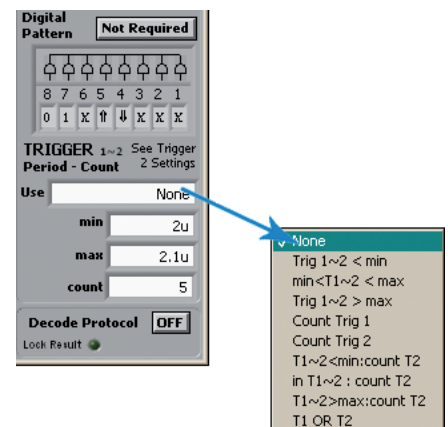 Digital
Pattern
Not Required
8 7 6 5 4 3 2 1
0 1 X ⇑ ⇓ X X X
TRIGGER 1~2 See Trigger
Period - Count 2 Settings
Use None
min 2u
max 2.1u
count 5
Decode Protocol OFF
Lock Result
✓ None
Trig 1~2 < min
min<T1~2 < max
Trig 1~2 > max
Count Trig 1
Count Trig 2
T1~2<min:count T2
in T1~2 : count T2
T1~2>max:count T2
T1 OR T2